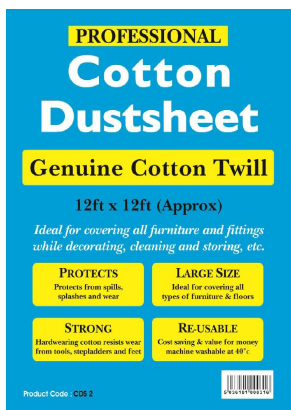 PROFESSIONAL
Cotton
Dustsheet
Genuine Cotton Twill
12ft x 12ft (Approx)
Ideal for covering all furniture and fittings
while decorating, cleaning and storing, etc.
PROTECTS
Protects from spills,
splashes and wear
LARGE SIZE
Ideal for covering all
types of furniture & floors
STRONG
Hardwearing cotton resists wear
from tools, stepladders and feet
RE-USABLE
Cost saving & value for money
machine washable at 40°c
Product Code : CDS 2